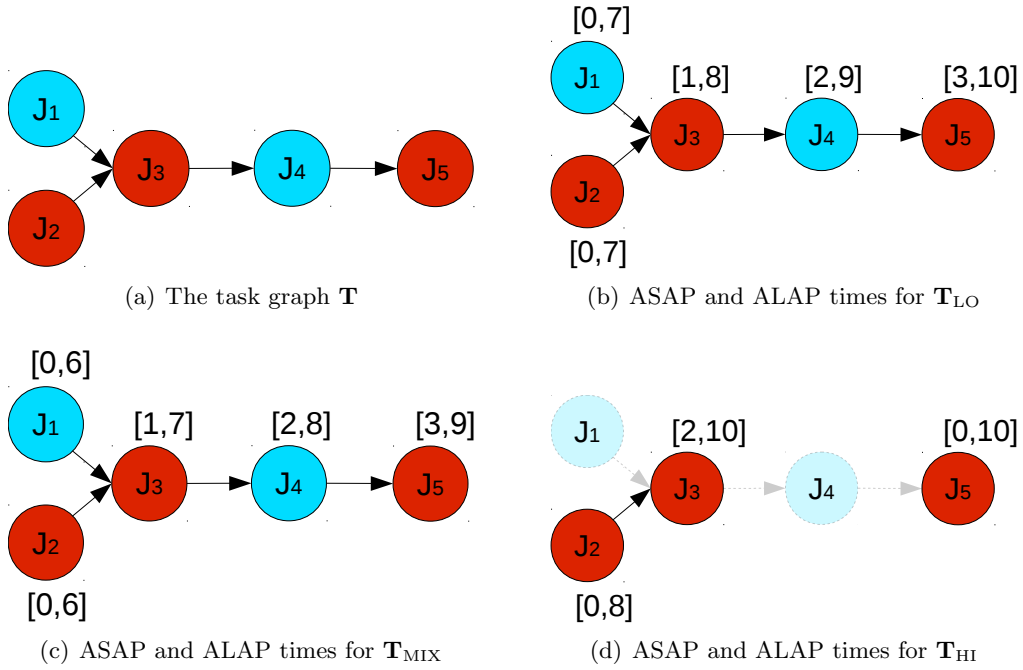 J1
J2
J3
J4
J5
(a) The task graph T
[0,7]
[1,8]
[2,9]
[3,10]
J1
J3
J4
J5
J2
[0,7]
(b) ASAP and ALAP times for T_LO
[0,6]
[1,7]
[2,8]
[3,9]
J1
J3
J4
J5
J2
[0,6]
(c) ASAP and ALAP times for T_MIX
J1
[2,10]
[0,10]
J3
J4
J5
J2
[0,8]
(d) ASAP and ALAP times for T_HI